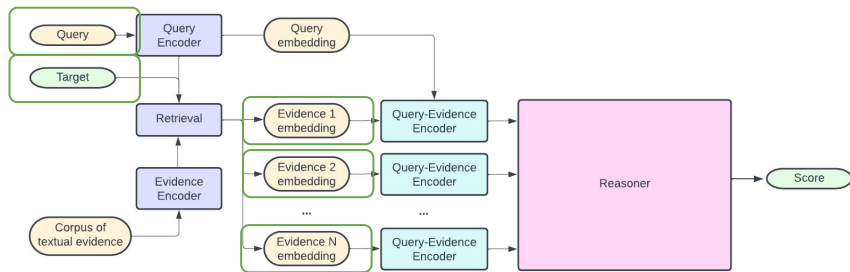 Query
Query
Encoder
Query
embedding
Target
Retrieval
Evidence 1
embedding
Query-Evidence
Encoder
Evidence 2
embedding
Query-Evidence
Encoder
Reasoner
Score
Evidence
Encoder
...
...
Corpus of
textual evidence
Evidence N
embedding
Query-Evidence
Encoder